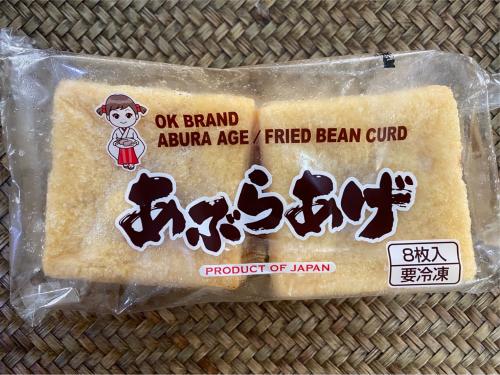 OK BRAND
ABURA AGE / FRIED BEAN CURD
あぶらあげ
PRODUCT OF JAPAN
8枚入
要冷凍